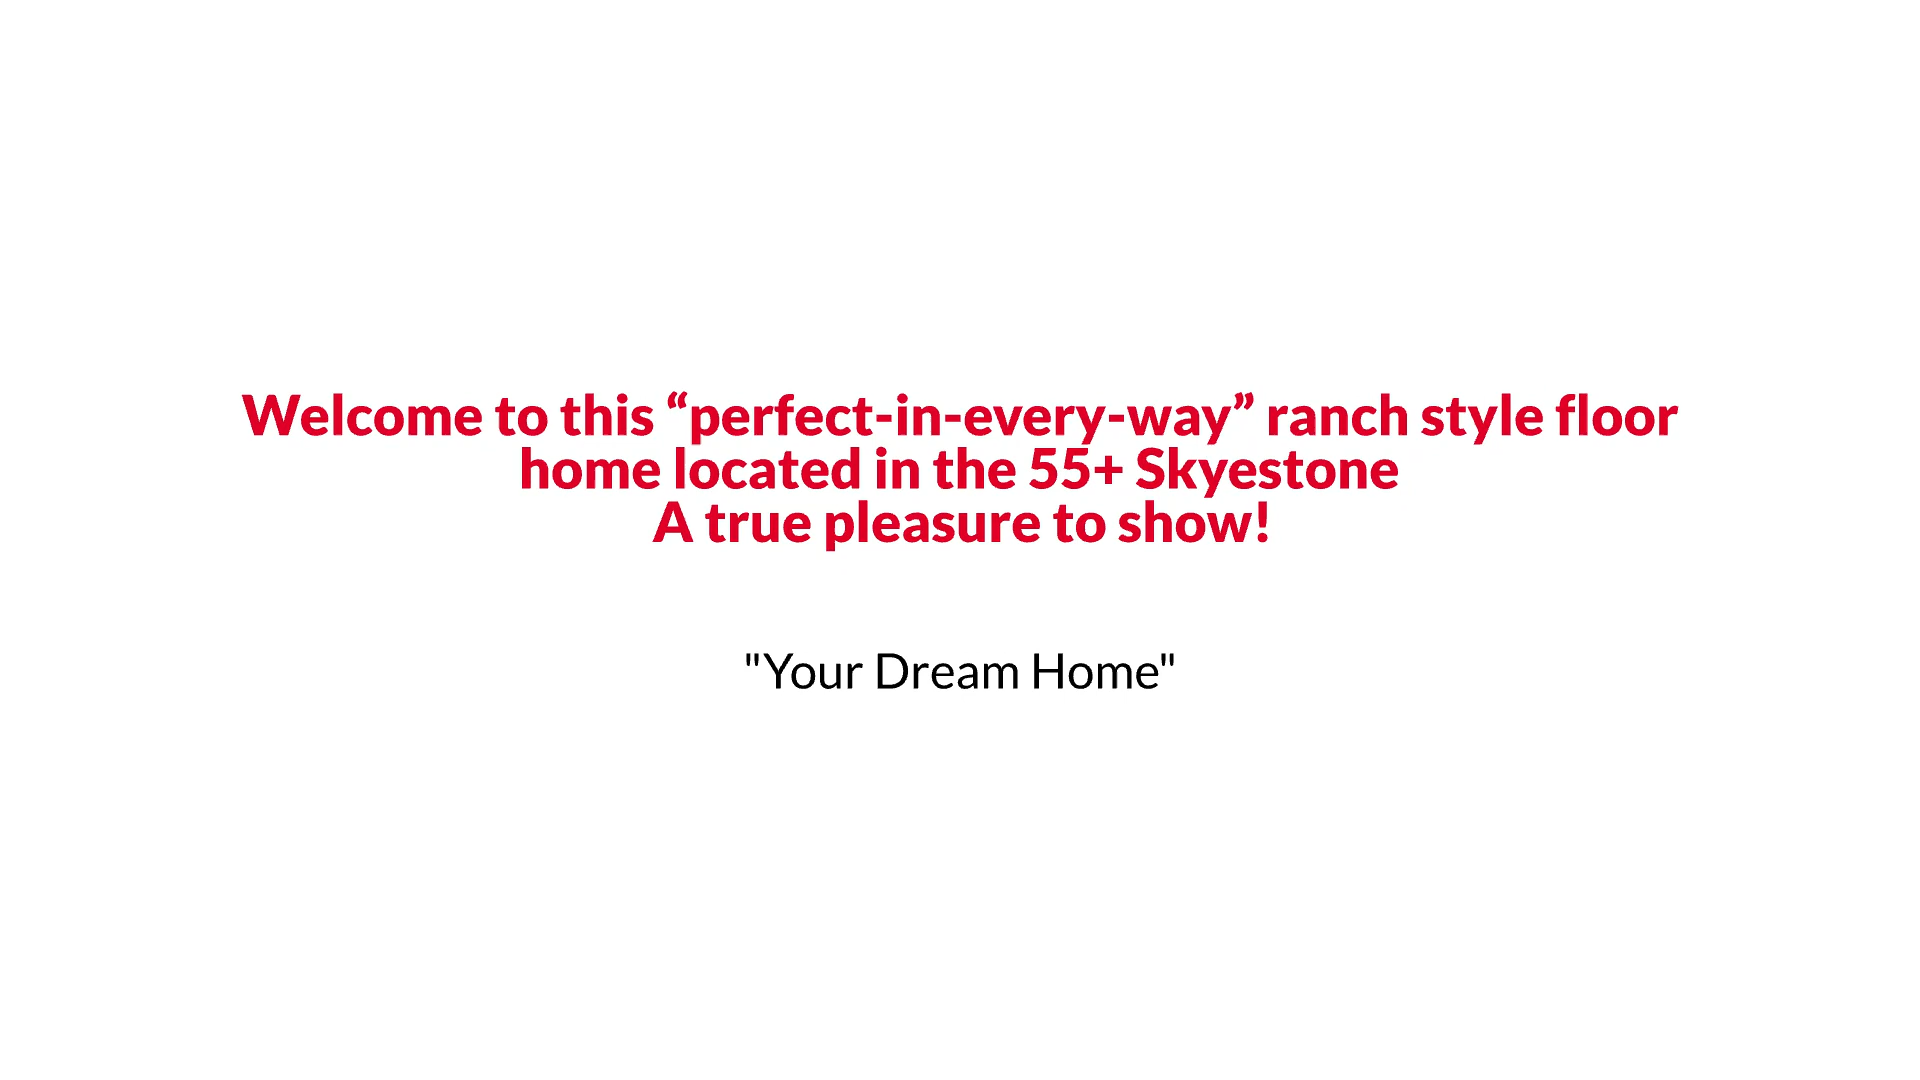 Welcome to this “perfect-in-every-way” ranch style floor
home located in the 55+ Skyestone
A true pleasure to show!
"Your Dream Home"